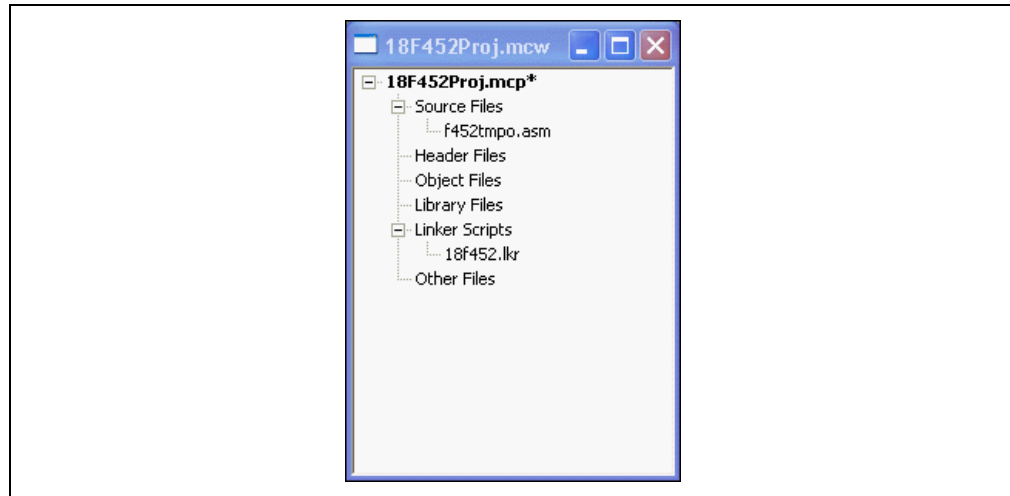 18F452Proj.mcw
18F452Proj.mcp*
Source Files
f452tmpo.asm
Header Files
Object Files
Library Files
Linker Scripts
18f452.lkr
Other Files